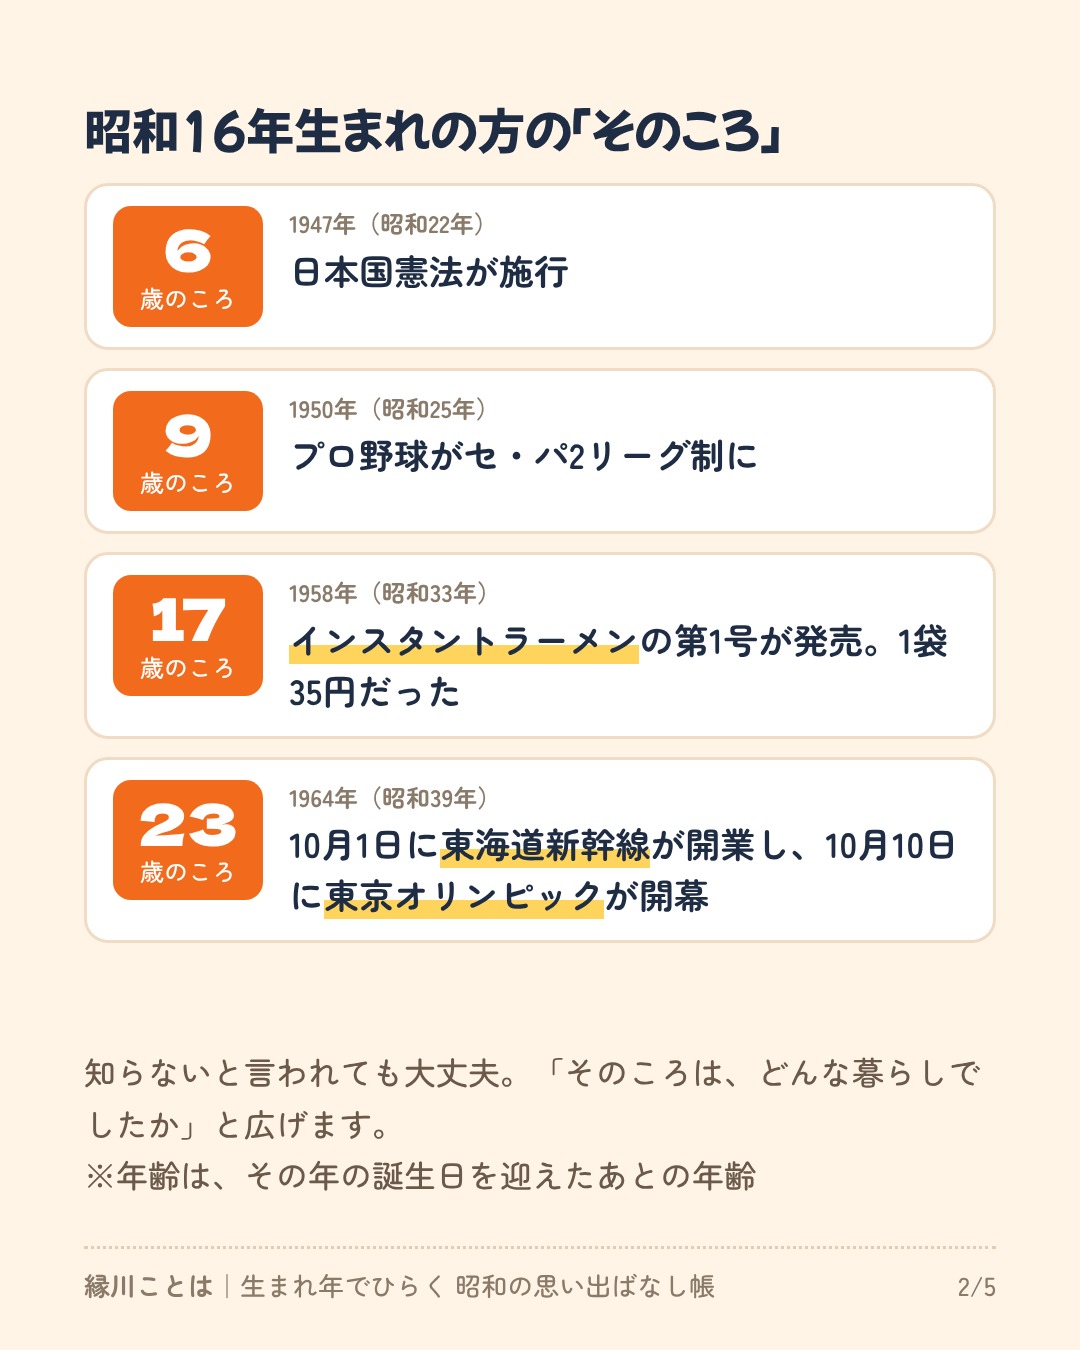 昭和16年生まれの方の「そのころ」
6
歳のころ
1947年（昭和22年）
日本国憲法が施行
9
歳のころ
1950年（昭和25年）
プロ野球がセ・パ2リーグ制に
17
歳のころ
1958年（昭和33年）
インスタントラーメンの第1号が発売。1袋
35円だった
23
歳のころ
1964年（昭和39年）
10月1日に東海道新幹線が開業し、10月10日
に東京オリンピックが開幕
知らないと言われても大丈夫。「そのころは、どんな暮らしで
したか」と広げます。
※年齢は、その年の誕生日を迎えたあとの年齢
縁川ことは｜生まれ年でひらく 昭和の思い出ばなし帳
2/5